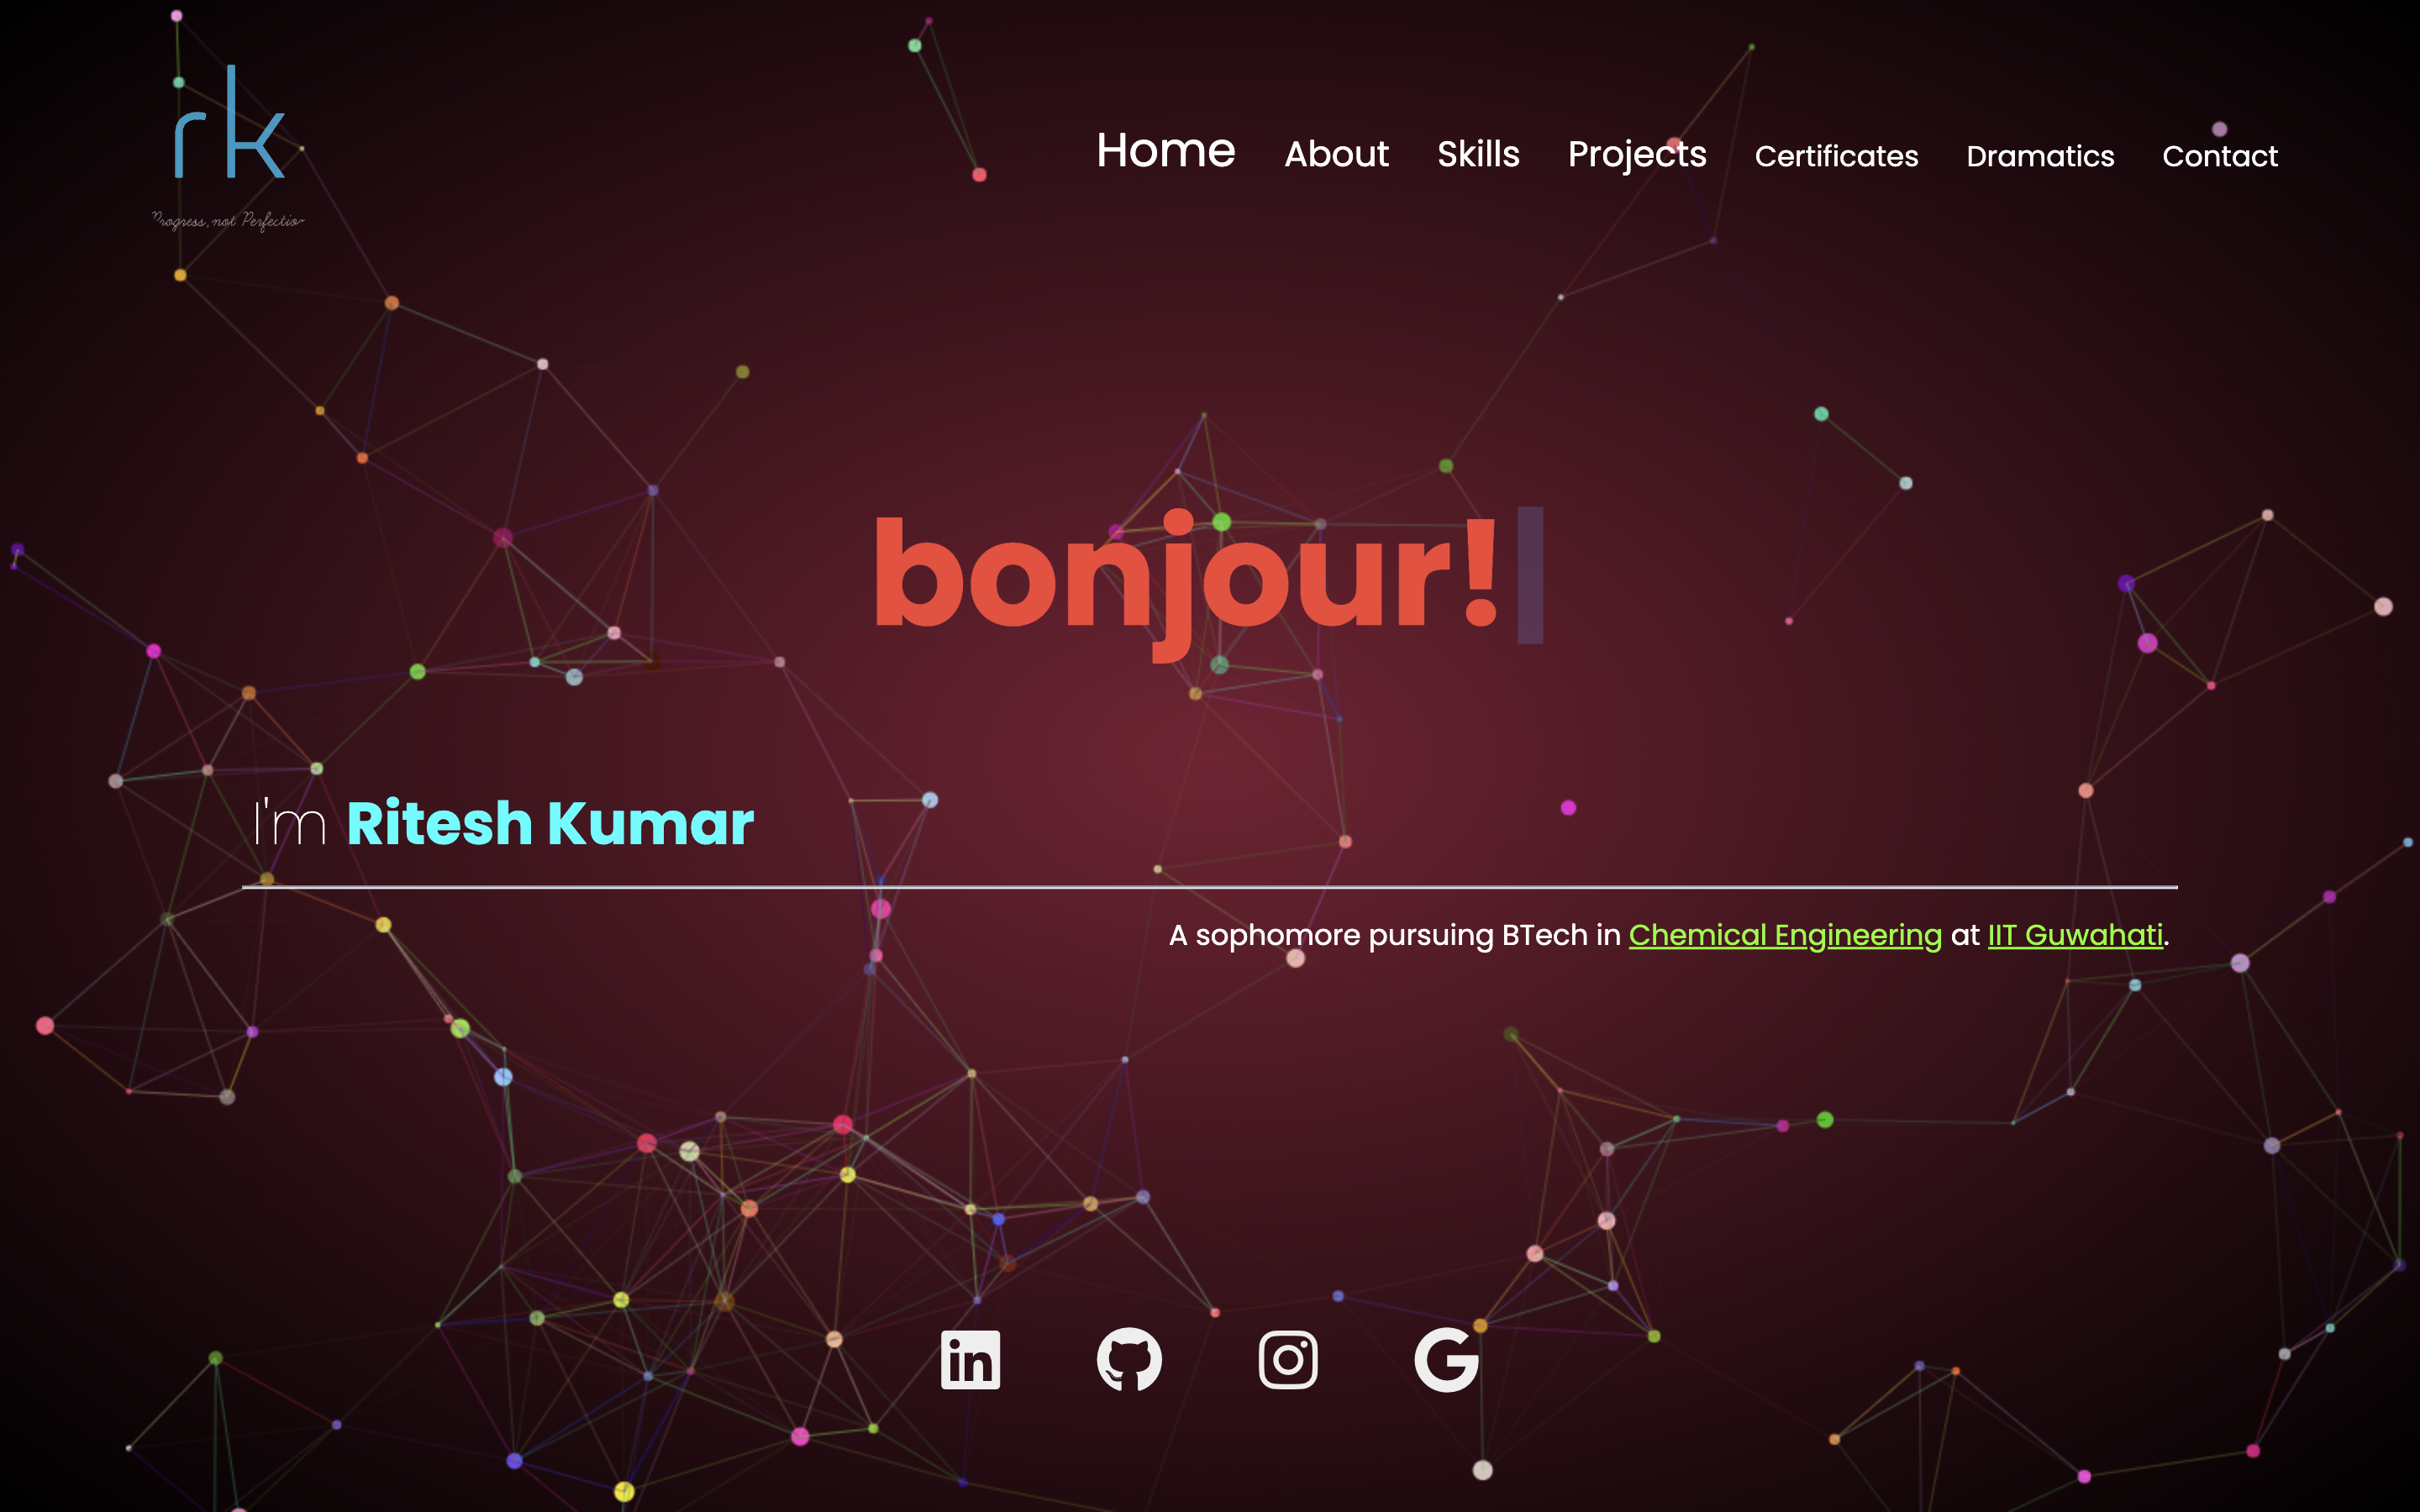 rk
Progress, not Perfection
Home About Skills Projects Certificates Dramatics Contact
bonjour!
I'm Ritesh Kumar
A sophomore pursuing BTech in Chemical Engineering at IIT Guwahati.